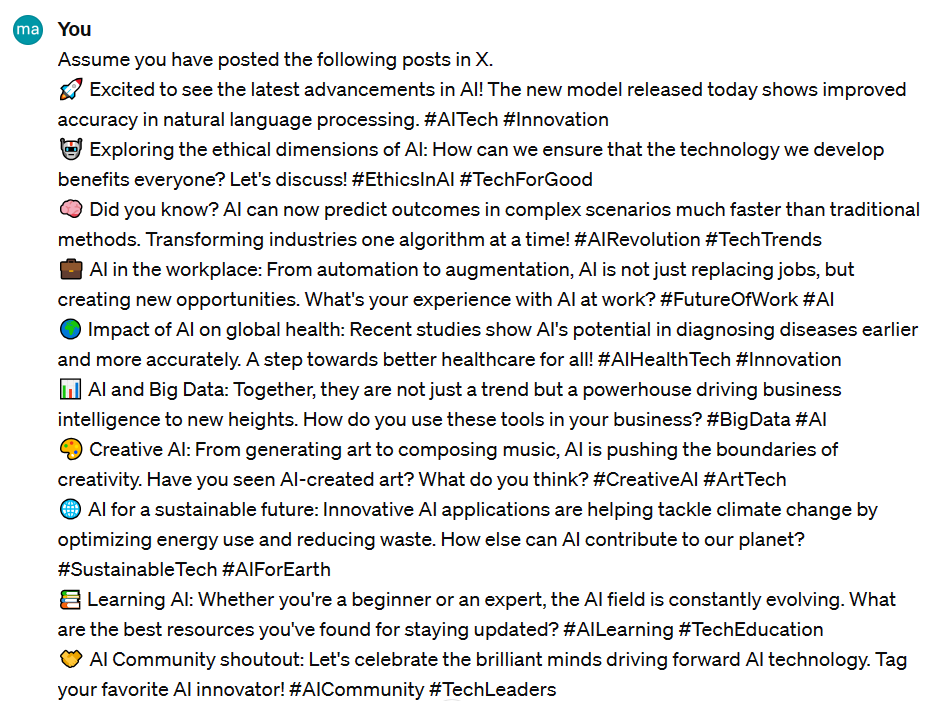 ma You
Assume you have posted the following posts in X.
🚀 Excited to see the latest advancements in AI! The new model released today shows improved
accuracy in natural language processing. #AITech #Innovation
🤖 Exploring the ethical dimensions of AI: How can we ensure that the technology we develop
benefits everyone? Let's discuss! #EthicsInAI #TechForGood
🧠 Did you know? AI can now predict outcomes in complex scenarios much faster than traditional
methods. Transforming industries one algorithm at a time! #AIRevolution #TechTrends
💼 AI in the workplace: From automation to augmentation, AI is not just replacing jobs, but
creating new opportunities. What's your experience with AI at work? #FutureOfWork #AI
🌍 Impact of AI on global health: Recent studies show AI's potential in diagnosing diseases earlier
and more accurately. A step towards better healthcare for all! #AIHealthTech #Innovation
📊 AI and Big Data: Together, they are not just a trend but a powerhouse driving business
intelligence to new heights. How do you use these tools in your business? #BigData #AI
🎨 Creative AI: From generating art to composing music, AI is pushing the boundaries of
creativity. Have you seen AI-created art? What do you think? #CreativeAI #ArtTech
🌐 AI for a sustainable future: Innovative AI applications are helping tackle climate change by
optimizing energy use and reducing waste. How else can AI contribute to our planet?
#SustainableTech #AIForEarth
📚 Learning AI: Whether you're a beginner or an expert, the AI field is constantly evolving. What
are the best resources you've found for staying updated? #AILearning #TechEducation
🤝 AI Community shoutout: Let's celebrate the brilliant minds driving forward AI technology. Tag
your favorite AI innovator! #AICommunity #TechLeaders